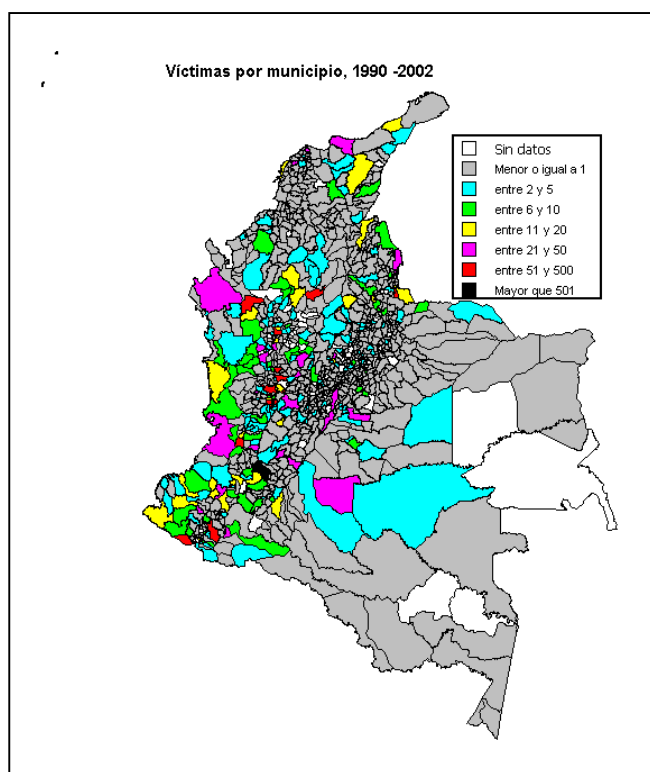 Víctimas por municipio, 1990 -2002
Sin datos
Menor o igual a 1
entre 2 y 5
entre 6 y 10
entre 11 y 20
entre 21 y 50
entre 51 y 500
Mayor que 501